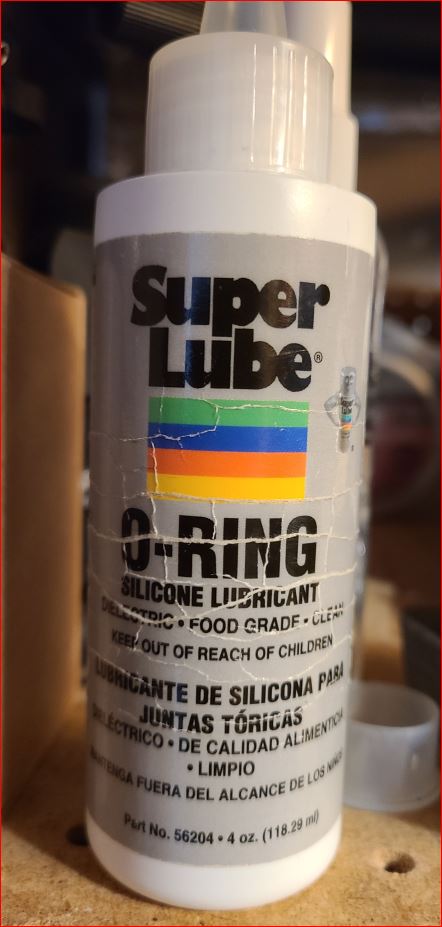 Super
Lube®
O-RING
SILICONE LUBRICANT
DIELECTRIC • FOOD GRADE • CLEAN
KEEP OUT OF REACH OF CHILDREN
LUBRICANTE DE SILICONA PARA
JUNTAS TÓRICAS
DIELÉCTRICO • DE CALIDAD ALIMENTICIA
• LIMPIO
MANTENGA FUERA DEL ALCANCE DE LOS NIÑOS
Part No. 56204 • 4 oz. (118.29 ml)